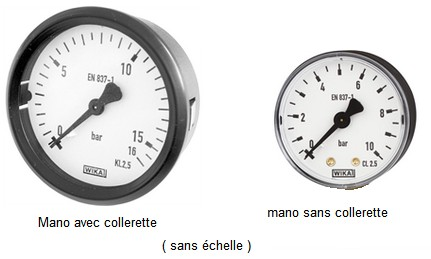 5
10
EN 837-1
0
bar
15
16
WIKA
KL 2,5
Mano avec collerette
4
6
EN 837-1
2
8
0
bar
10
WIKA
CL 2.5
mano sans collerette
( sans échelle )